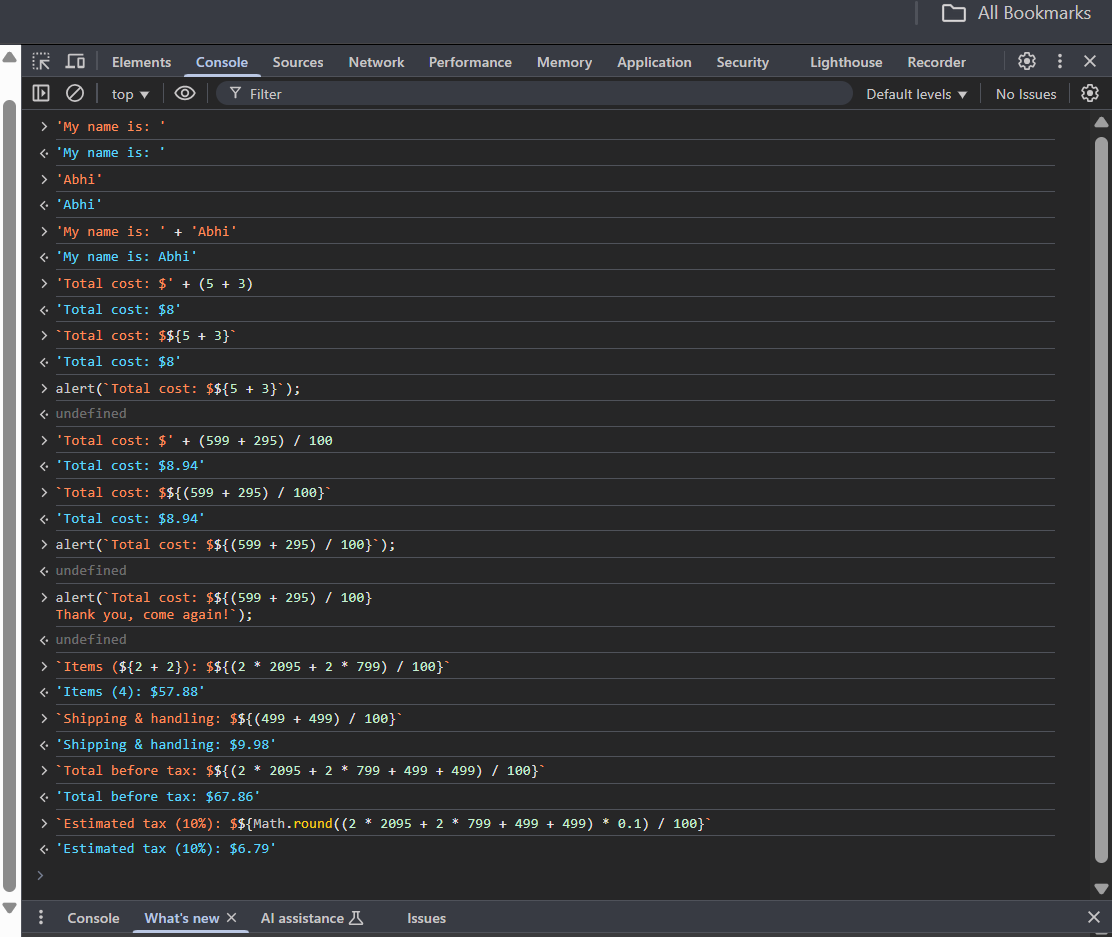 All Bookmarks
Elements Console Sources Network Performance Memory Application Security Lighthouse Recorder
top ▼ Filter Default levels ▼ No Issues
> 'My name is: '
<· 'My name is: '
> 'Abhi'
<· 'Abhi'
> 'My name is: ' + 'Abhi'
<· 'My name is: Abhi'
> 'Total cost: $' + (5 + 3)
<· 'Total cost: $8'
> `Total cost: $${5 + 3}`
<· 'Total cost: $8'
> alert(`Total cost: $${5 + 3}`);
<· undefined
> 'Total cost: $' + (599 + 295) / 100
<· 'Total cost: $8.94'
> `Total cost: $${(599 + 295) / 100}`
<· 'Total cost: $8.94'
> alert(`Total cost: $${(599 + 295) / 100}`);
<· undefined
> alert(`Total cost: $${(599 + 295) / 100}
Thank you, come again!`);
<· undefined
> `Items (${2 + 2}): $${(2 * 2095 + 2 * 799) / 100}`
<· 'Items (4): $57.88'
> `Shipping & handling: $${(499 + 499) / 100}`
<· 'Shipping & handling: $9.98'
> `Total before tax: $${(2 * 2095 + 2 * 799 + 499 + 499) / 100}`
<· 'Total before tax: $67.86'
> `Estimated tax (10%): $${Math.round((2 * 2095 + 2 * 799 + 499 + 499) * 0.1) / 100}`
<· 'Estimated tax (10%): $6.79'
>
Console What's new × AI assistance Issues